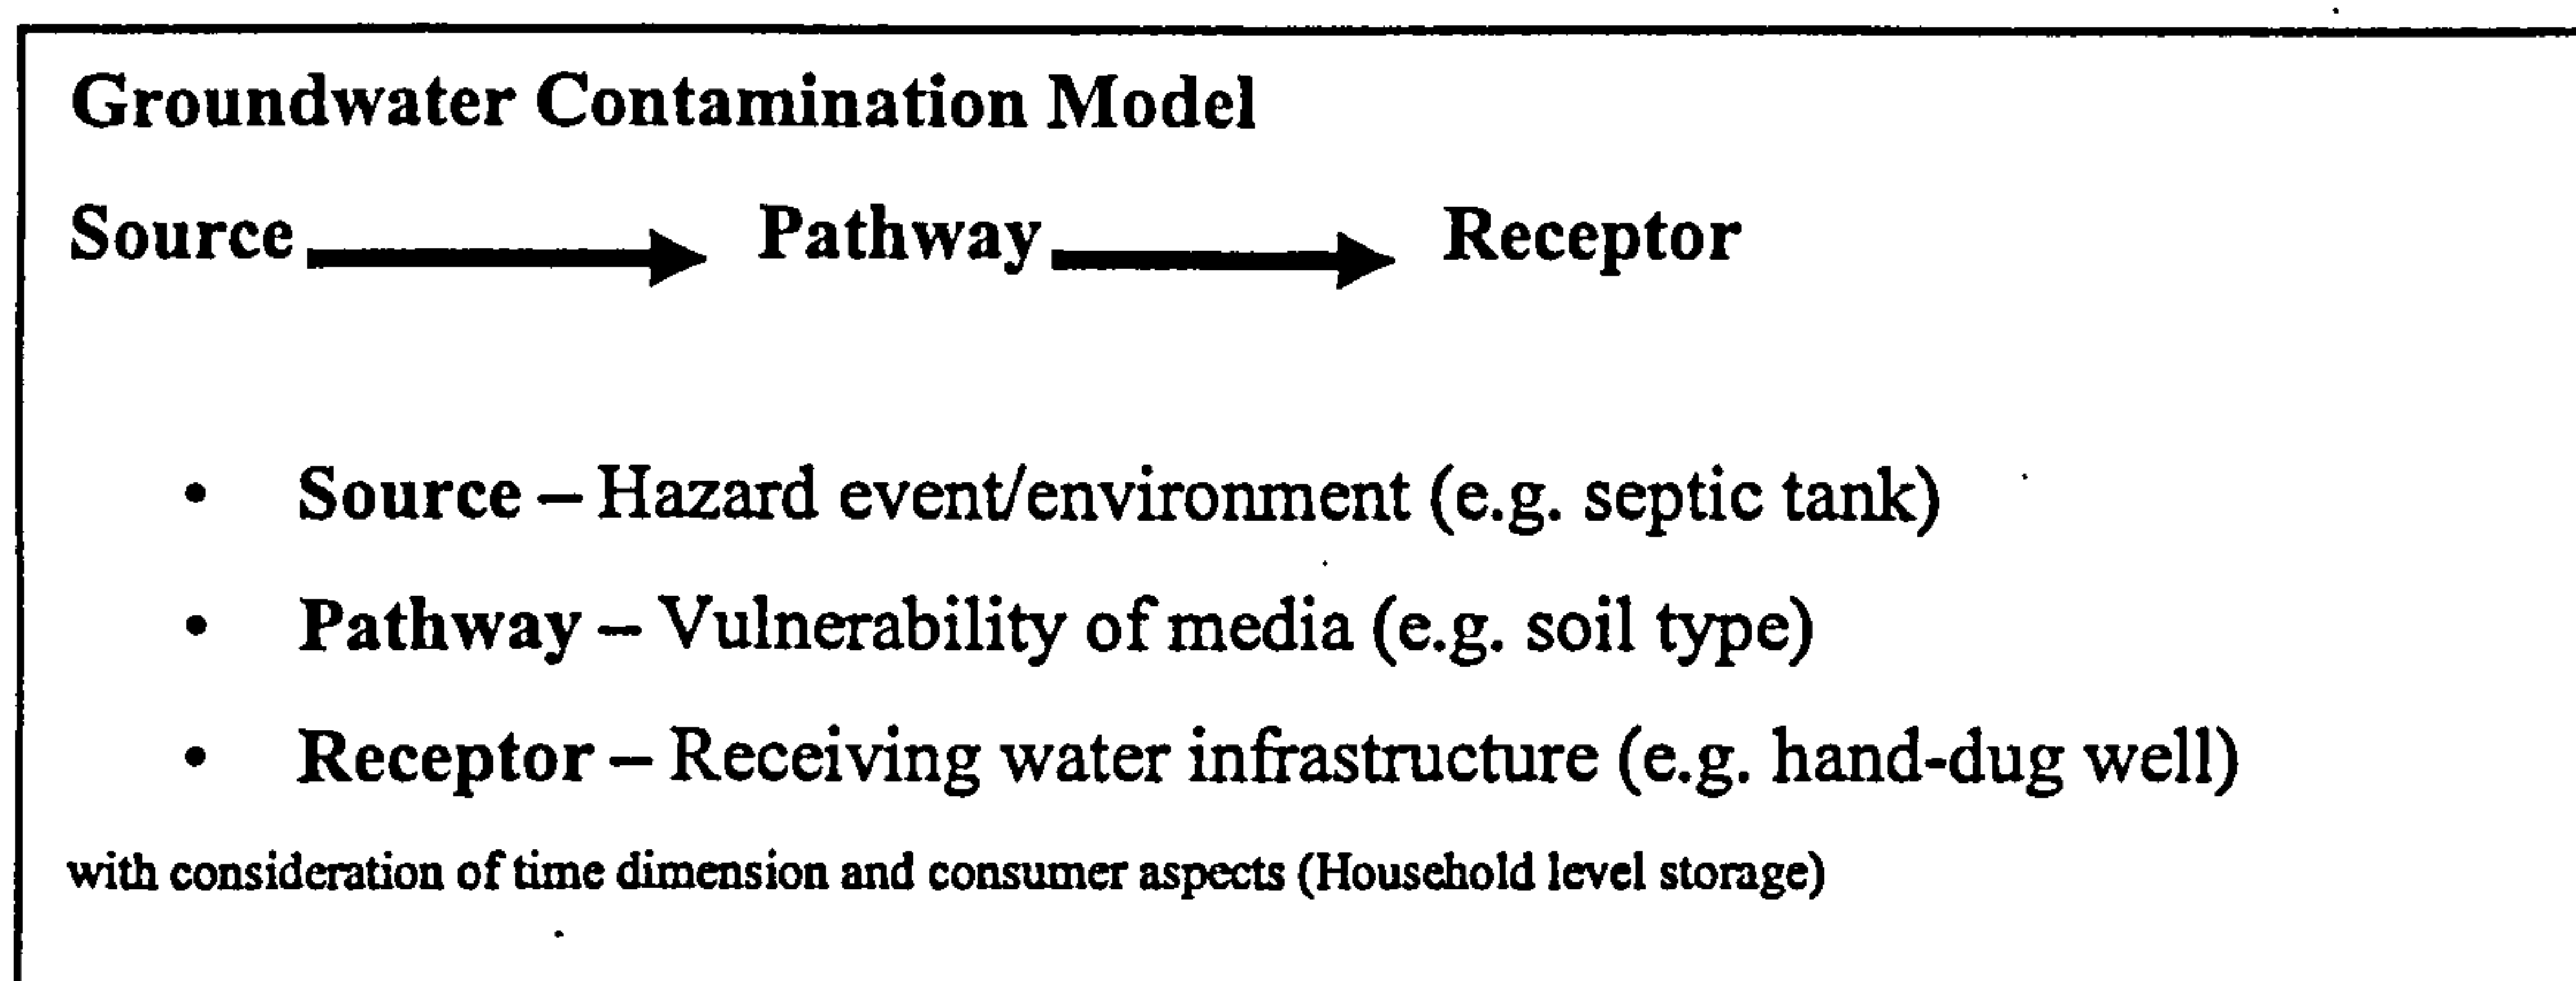 Groundwater Contamination Model
Source Pathway Receptor
• Source – Hazard event/environment (e.g. septic tank)
• Pathway – Vulnerability of media (e.g. soil type)
• Receptor – Receiving water infrastructure (e.g. hand-dug well)
with consideration of time dimension and consumer aspects (Household level storage)